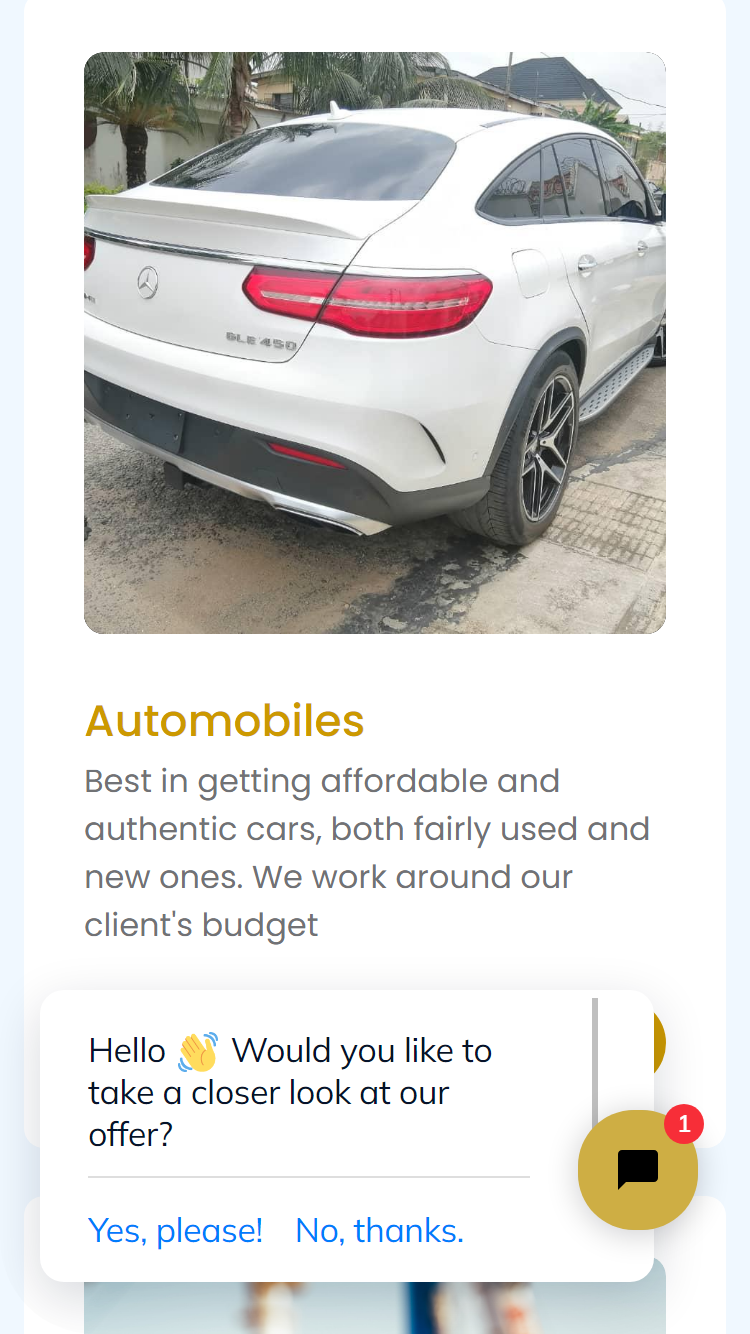 GLE 450
Automobiles
Best in getting affordable and
authentic cars, both fairly used and
new ones. We work around our
client's budget
Hello 👋 Would you like to
take a closer look at our
offer?
1
Yes, please! No, thanks.